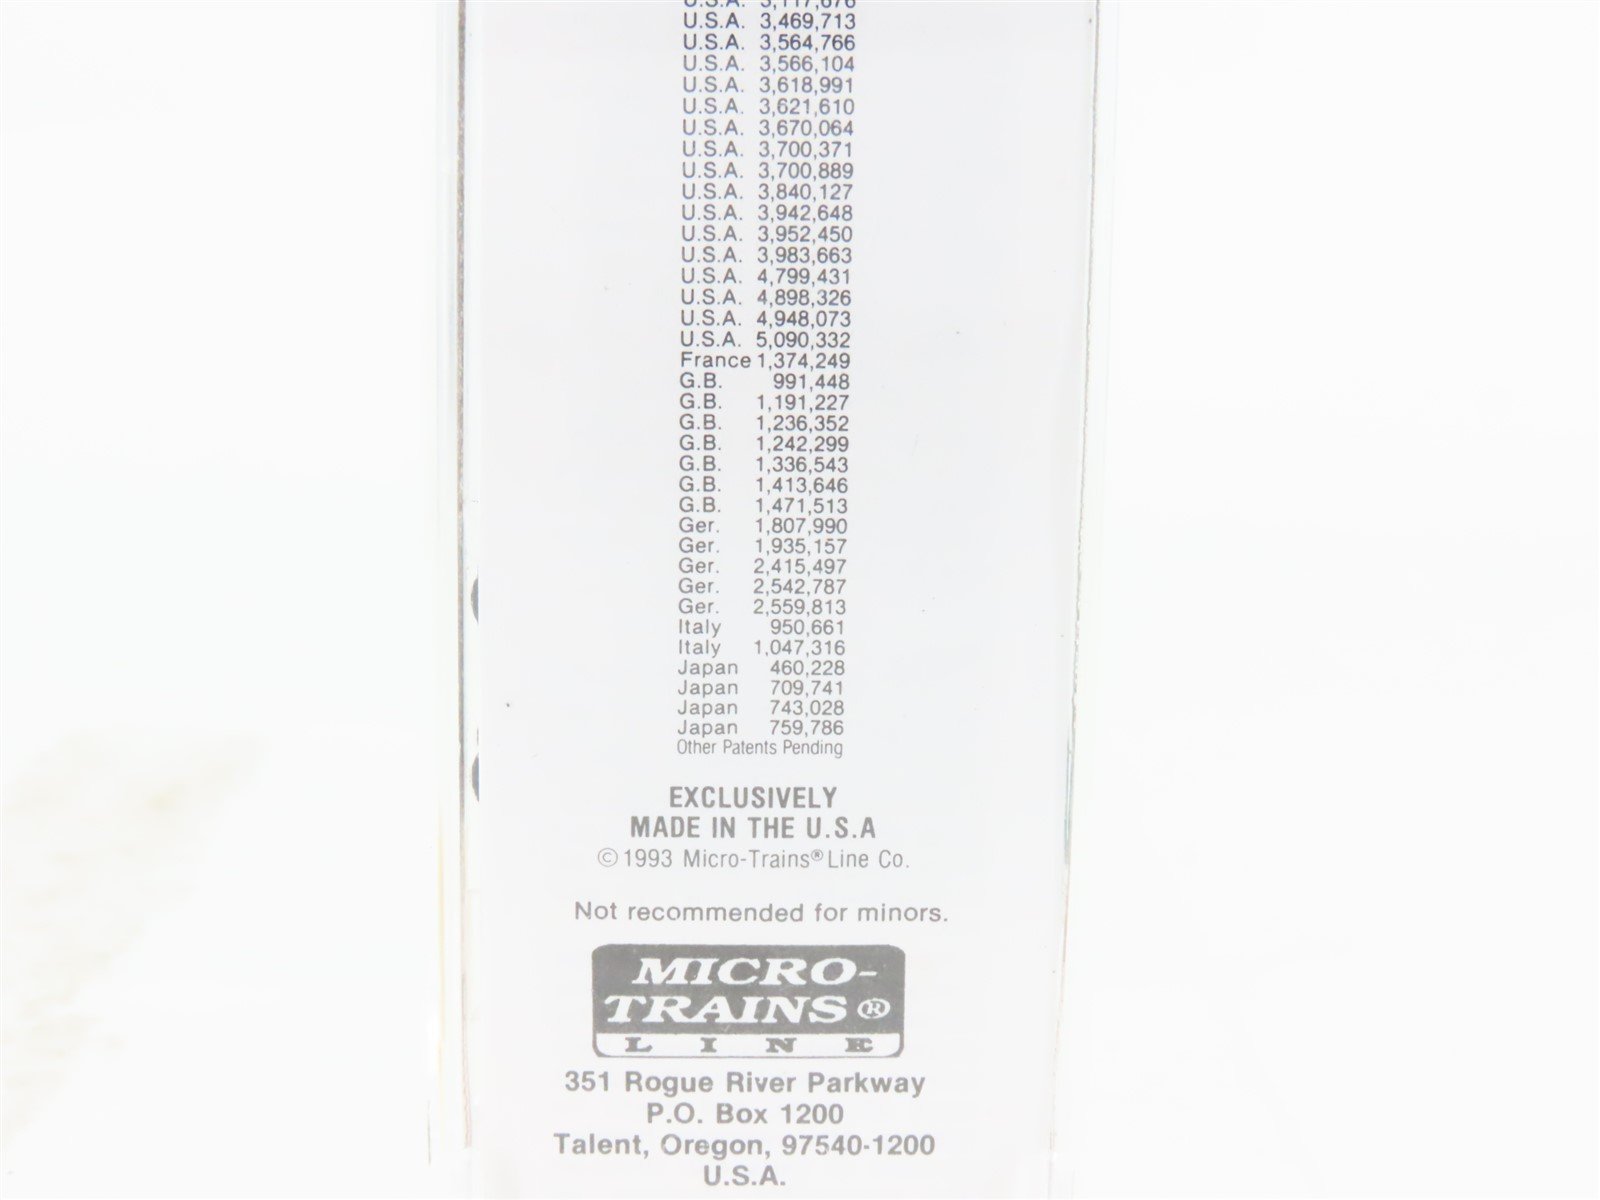 U.S.A. 3,117,676
U.S.A. 3,469,713
U.S.A. 3,564,766
U.S.A. 3,566,104
U.S.A. 3,618,991
U.S.A. 3,621,610
U.S.A. 3,670,064
U.S.A. 3,700,371
U.S.A. 3,700,889
U.S.A. 3,840,127
U.S.A. 3,942,648
U.S.A. 3,952,450
U.S.A. 3,983,663
U.S.A. 4,799,431
U.S.A. 4,898,326
U.S.A. 4,948,073
U.S.A. 5,090,332
France 1,374,249
G.B. 991,448
G.B. 1,191,227
G.B. 1,236,352
G.B. 1,242,299
G.B. 1,336,543
G.B. 1,413,646
G.B. 1,471,513
Ger. 1,807,990
Ger. 1,935,157
Ger. 2,415,497
Ger. 2,542,787
Ger. 2,559,813
Italy 950,661
Italy 1,047,316
Japan 460,228
Japan 709,741
Japan 743,028
Japan 759,786
Other Patents Pending
EXCLUSIVELY
MADE IN THE U.S.A
©1993 Micro-Trains® Line Co.
Not recommended for minors.
MICRO-
TRAINS®
LINE
351 Rogue River Parkway
P.O. Box 1200
Talent, Oregon, 97540-1200
U.S.A.